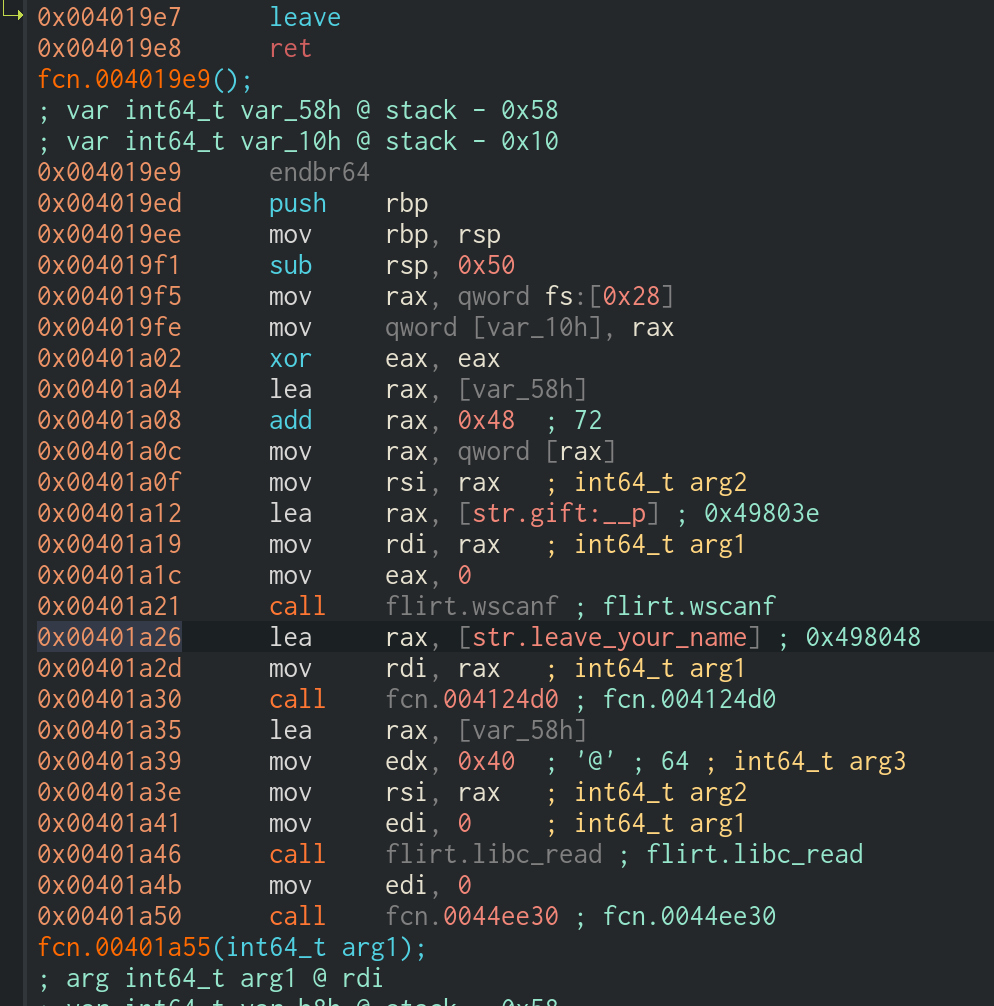 0x004019e7 leave
0x004019e8 ret
fcn.004019e9();
; var int64_t var_58h @ stack - 0x58
; var int64_t var_10h @ stack - 0x10
0x004019e9 endbr64
0x004019ed push rbp
0x004019ee mov rbp, rsp
0x004019f1 sub rsp, 0x50
0x004019f5 mov rax, qword fs:[0x28]
0x004019fe mov qword [var_10h], rax
0x00401a02 xor eax, eax
0x00401a04 lea rax, [var_58h]
0x00401a08 add rax, 0x48 ; 72
0x00401a0c mov rax, qword [rax]
0x00401a0f mov rsi, rax ; int64_t arg2
0x00401a12 lea rax, [str.gift:__p] ; 0x49803e
0x00401a19 mov rdi, rax ; int64_t arg1
0x00401a1c mov eax, 0
0x00401a21 call flirt.wscanf ; flirt.wscanf
0x00401a26 lea rax, [str.leave_your_name] ; 0x498048
0x00401a2d mov rdi, rax ; int64_t arg1
0x00401a30 call fcn.004124d0 ; fcn.004124d0
0x00401a35 lea rax, [var_58h]
0x00401a39 mov edx, 0x40 ; '@' ; 64 ; int64_t arg3
0x00401a3e mov rsi, rax ; int64_t arg2
0x00401a41 mov edi, 0 ; int64_t arg1
0x00401a46 call flirt.libc_read ; flirt.libc_read
0x00401a4b mov edi, 0
0x00401a50 call fcn.0044ee30 ; fcn.0044ee30
fcn.00401a55(int64_t arg1);
; arg int64_t arg1 @ rdi